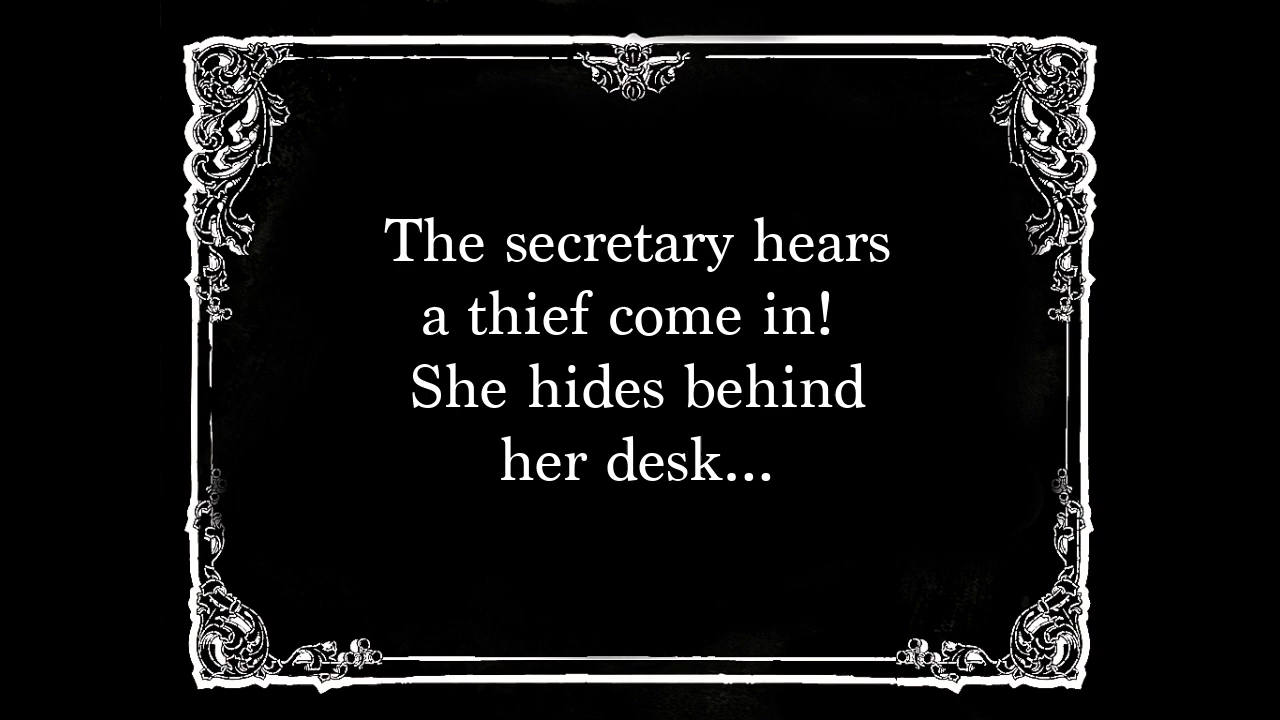 The secretary hears
a thief come in!
She hides behind
her desk...